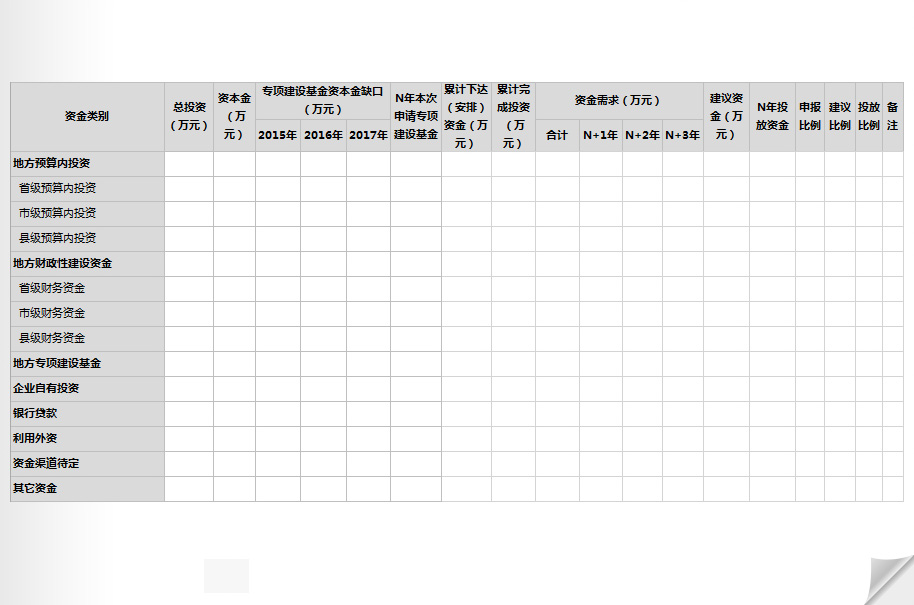 资金类别
总投资
（万元）
资本金
（万
元）
专项建设基金资本金缺口
（万元）
2015年 2016年 2017年
N年本次
申请专项
建设基金
累计下达
（安排）
资金（万
元）
累计完
成投资
（万
元）
资金需求（万元）
合计 N+1年 N+2年 N+3年
建议资
金（万
元）
N年投
放资金
申报
比例
建议
比例
投放
比例
备
注
地方预算内投资
省级预算内投资
市级预算内投资
县级预算内投资
地方财政性建设资金
省级财务资金
市级财务资金
县级财务资金
地方专项建设基金
企业自有投资
银行贷款
利用外资
资金渠道待定
其它资金